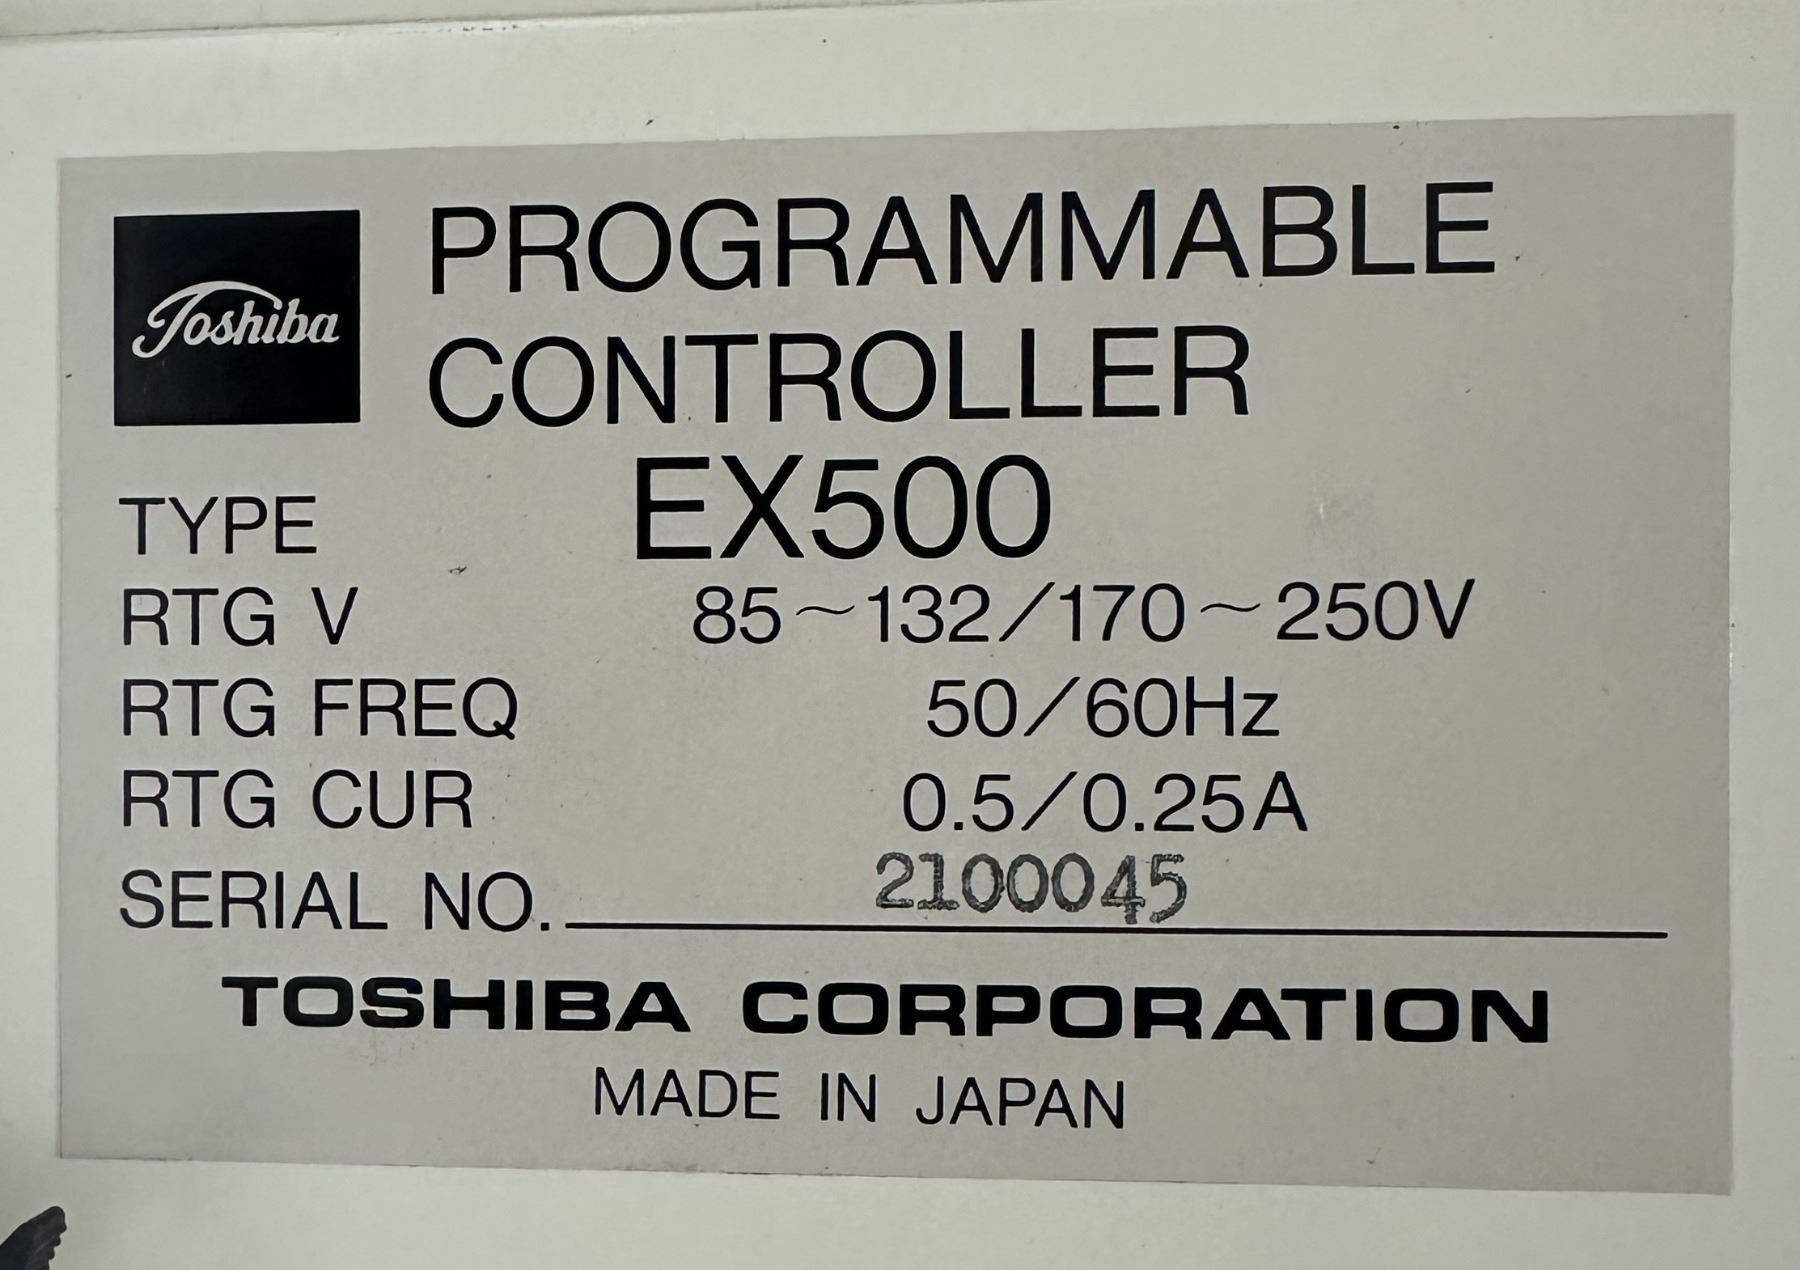 Toshiba
PROGRAMMABLE
CONTROLLER
TYPE EX500
RTG V 85~132/170~250V
RTG FREQ 50/60Hz
RTG CUR 0.5/0.25A
SERIAL NO. 2100045
TOSHIBA CORPORATION
MADE IN JAPAN